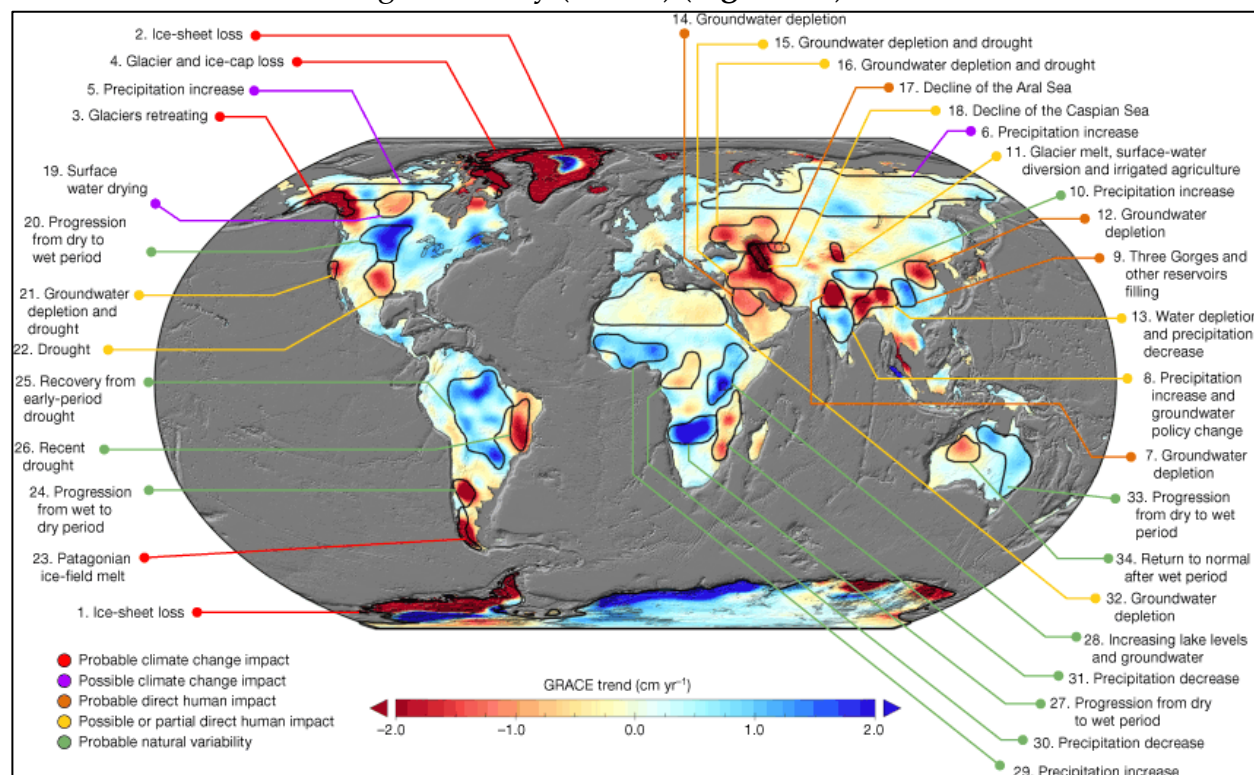 14. Groundwater depletion
2. Ice-sheet loss
15. Groundwater depletion and drought
4. Glacier and ice-cap loss
16. Groundwater depletion and drought
5. Precipitation increase
17. Decline of the Aral Sea
3. Glaciers retreating
18. Decline of the Caspian Sea
6. Precipitation increase
11. Glacier melt, surface-water
diversion and irrigated agriculture
19. Surface
water drying
10. Precipitation increase
20. Progression
from dry to
wet period
12. Groundwater
depletion
9. Three Gorges and
other reservoirs
filling
21. Groundwater
depletion and
drought
13. Water depletion
and precipitation
decrease
22. Drought
25. Recovery from
early-period
drought
8. Precipitation
increase and
groundwater
policy change
26. Recent
drought
7. Groundwater
depletion
24. Progression
from wet to
dry period
33. Progression
from dry to wet
period
23. Patagonian
ice-field melt
34. Return to normal
after wet period
1. Ice-sheet loss
32. Groundwater
depletion
28. Increasing lake levels
and groundwater
31. Precipitation decrease
27. Progression from dry
to wet period
30. Precipitation decrease
29. Precipitation increase
Probable climate change impact
Possible climate change impact
Probable direct human impact
Possible or partial direct human impact
Probable natural variability
GRACE trend (cm yr⁻¹)
−2.0 −1.0 0.0 1.0 2.0